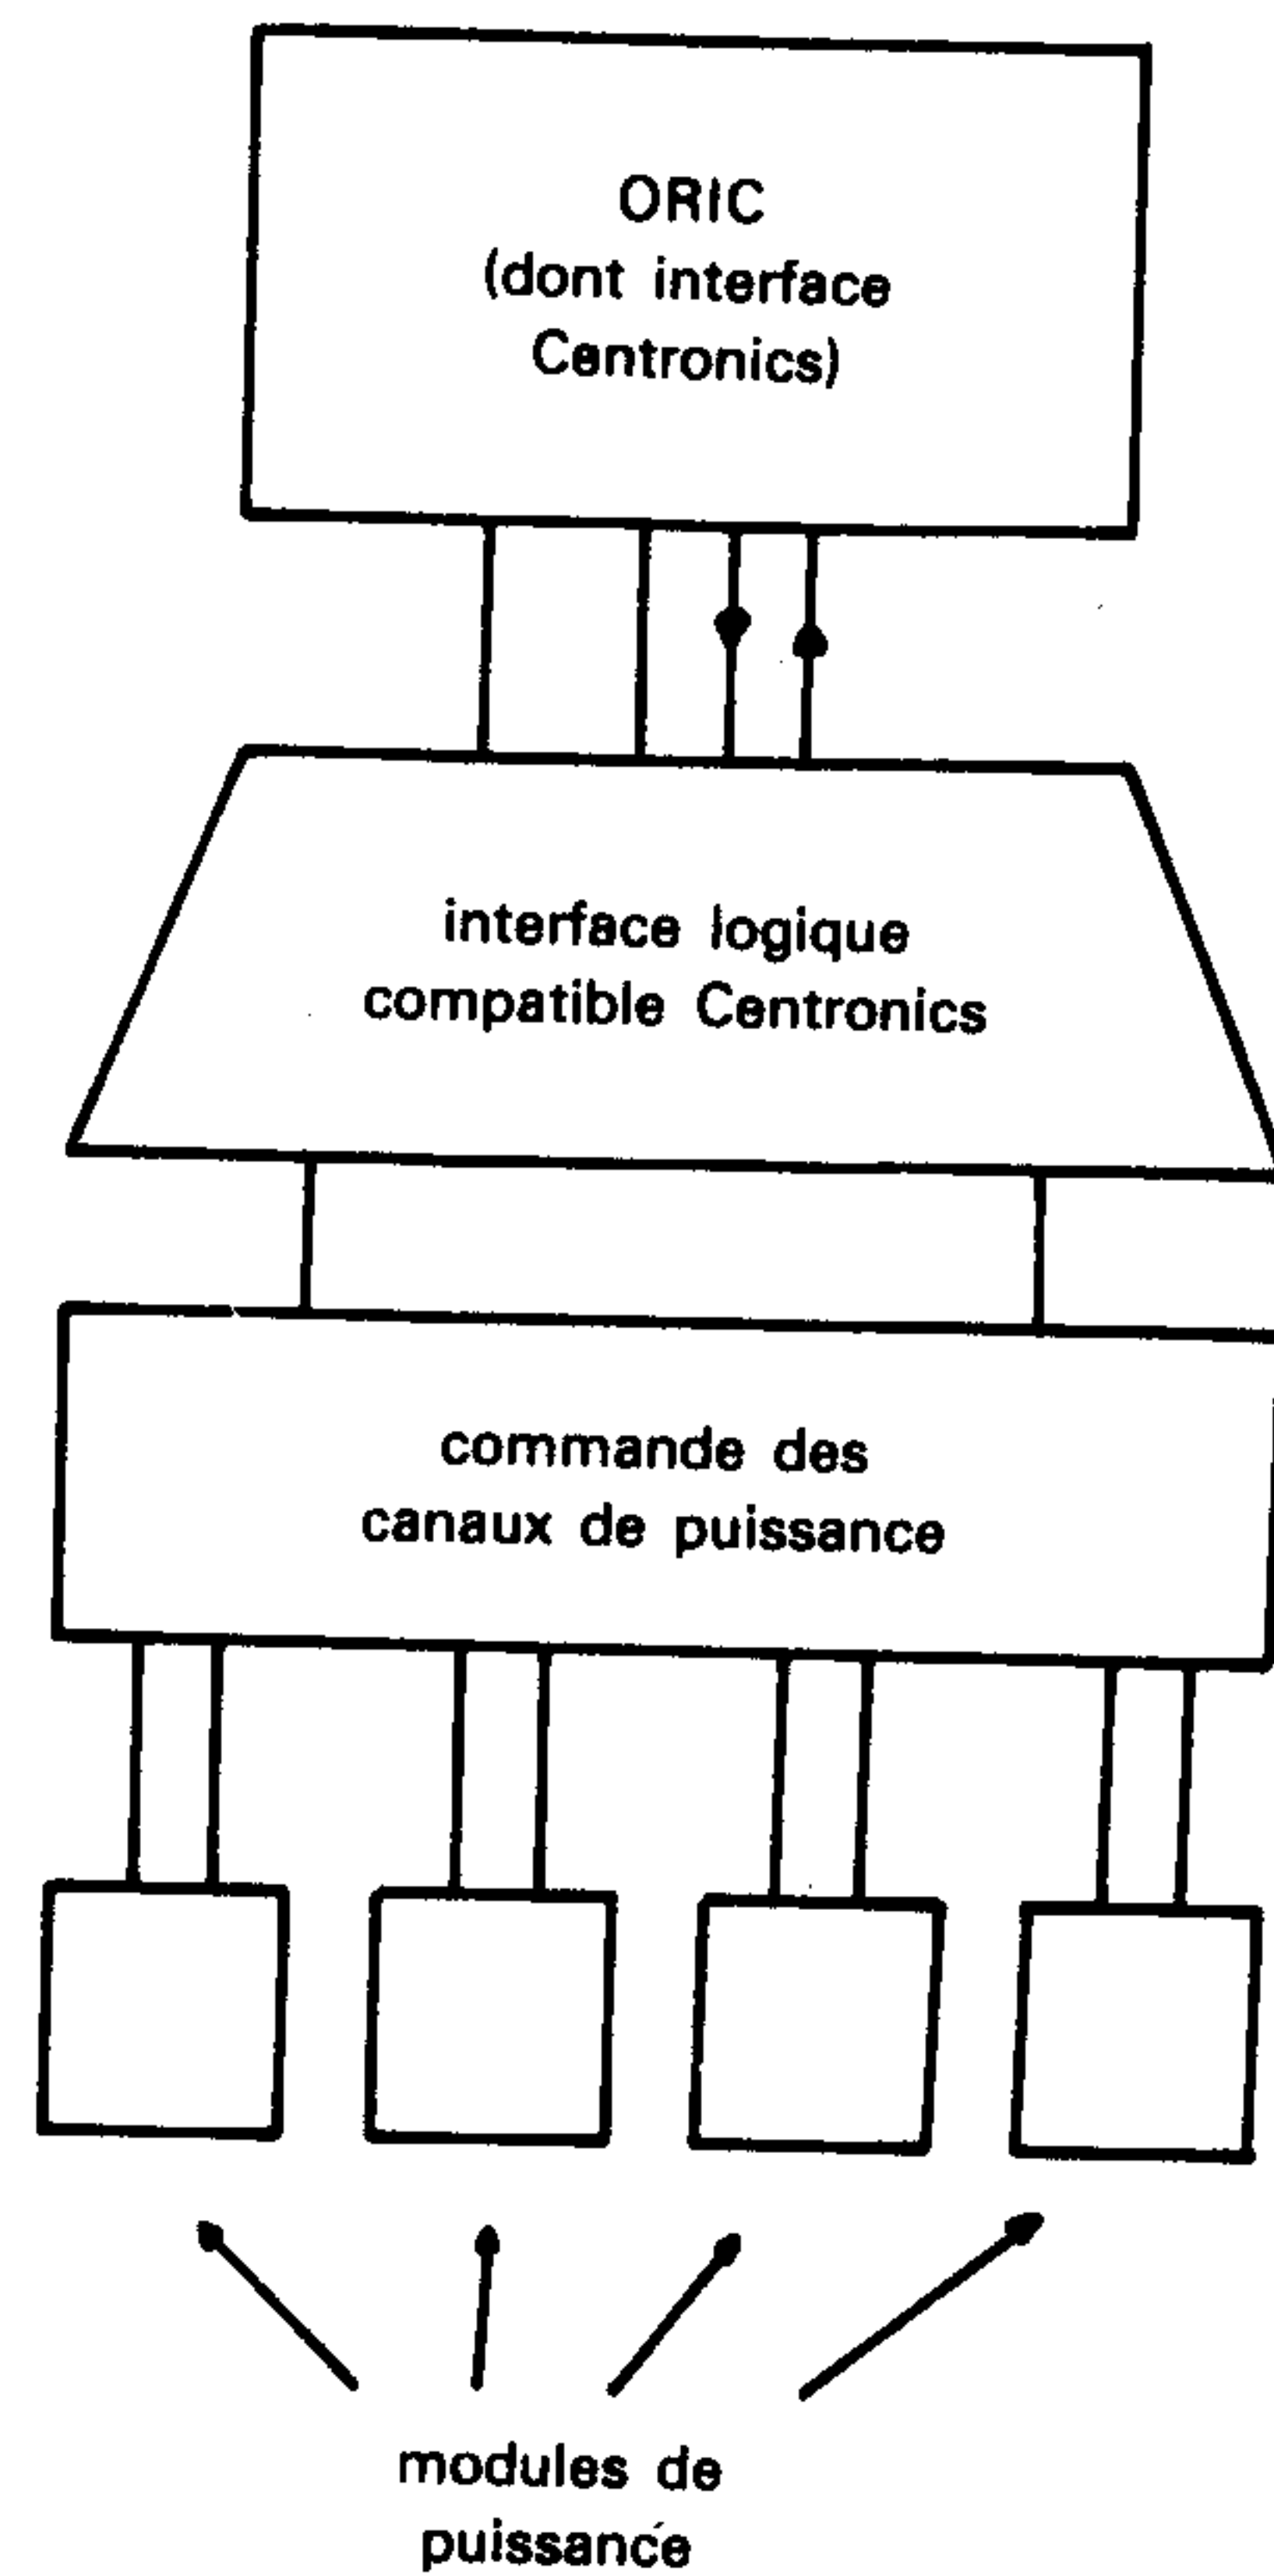 ORIC
(dont interface
Centronics)
interface logique
compatible Centronics
commande des
canaux de puissance
modules de
puissance